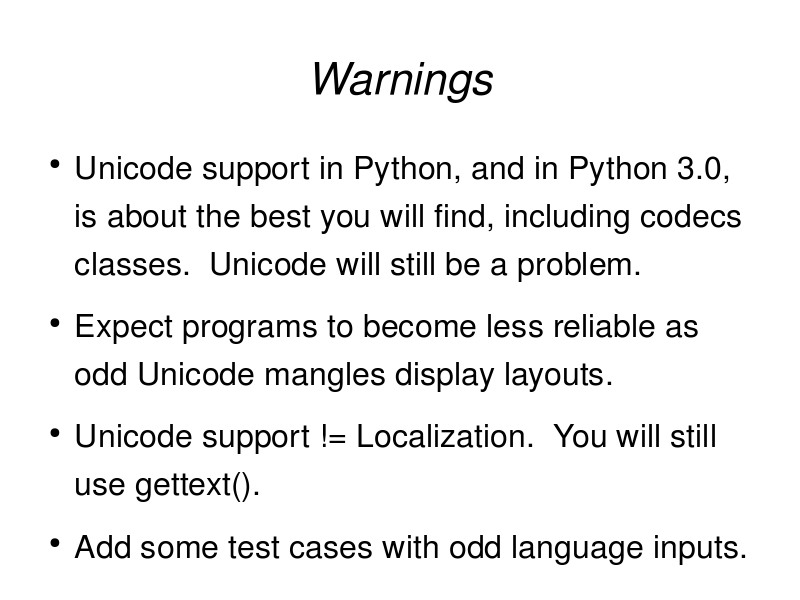 Warnings
• Unicode support in Python, and in Python 3.0,
is about the best you will find, including codecs
classes.  Unicode will still be a problem.
• Expect programs to become less reliable as
odd Unicode mangles display layouts.
• Unicode support != Localization.  You will still
use gettext().
• Add some test cases with odd language inputs.